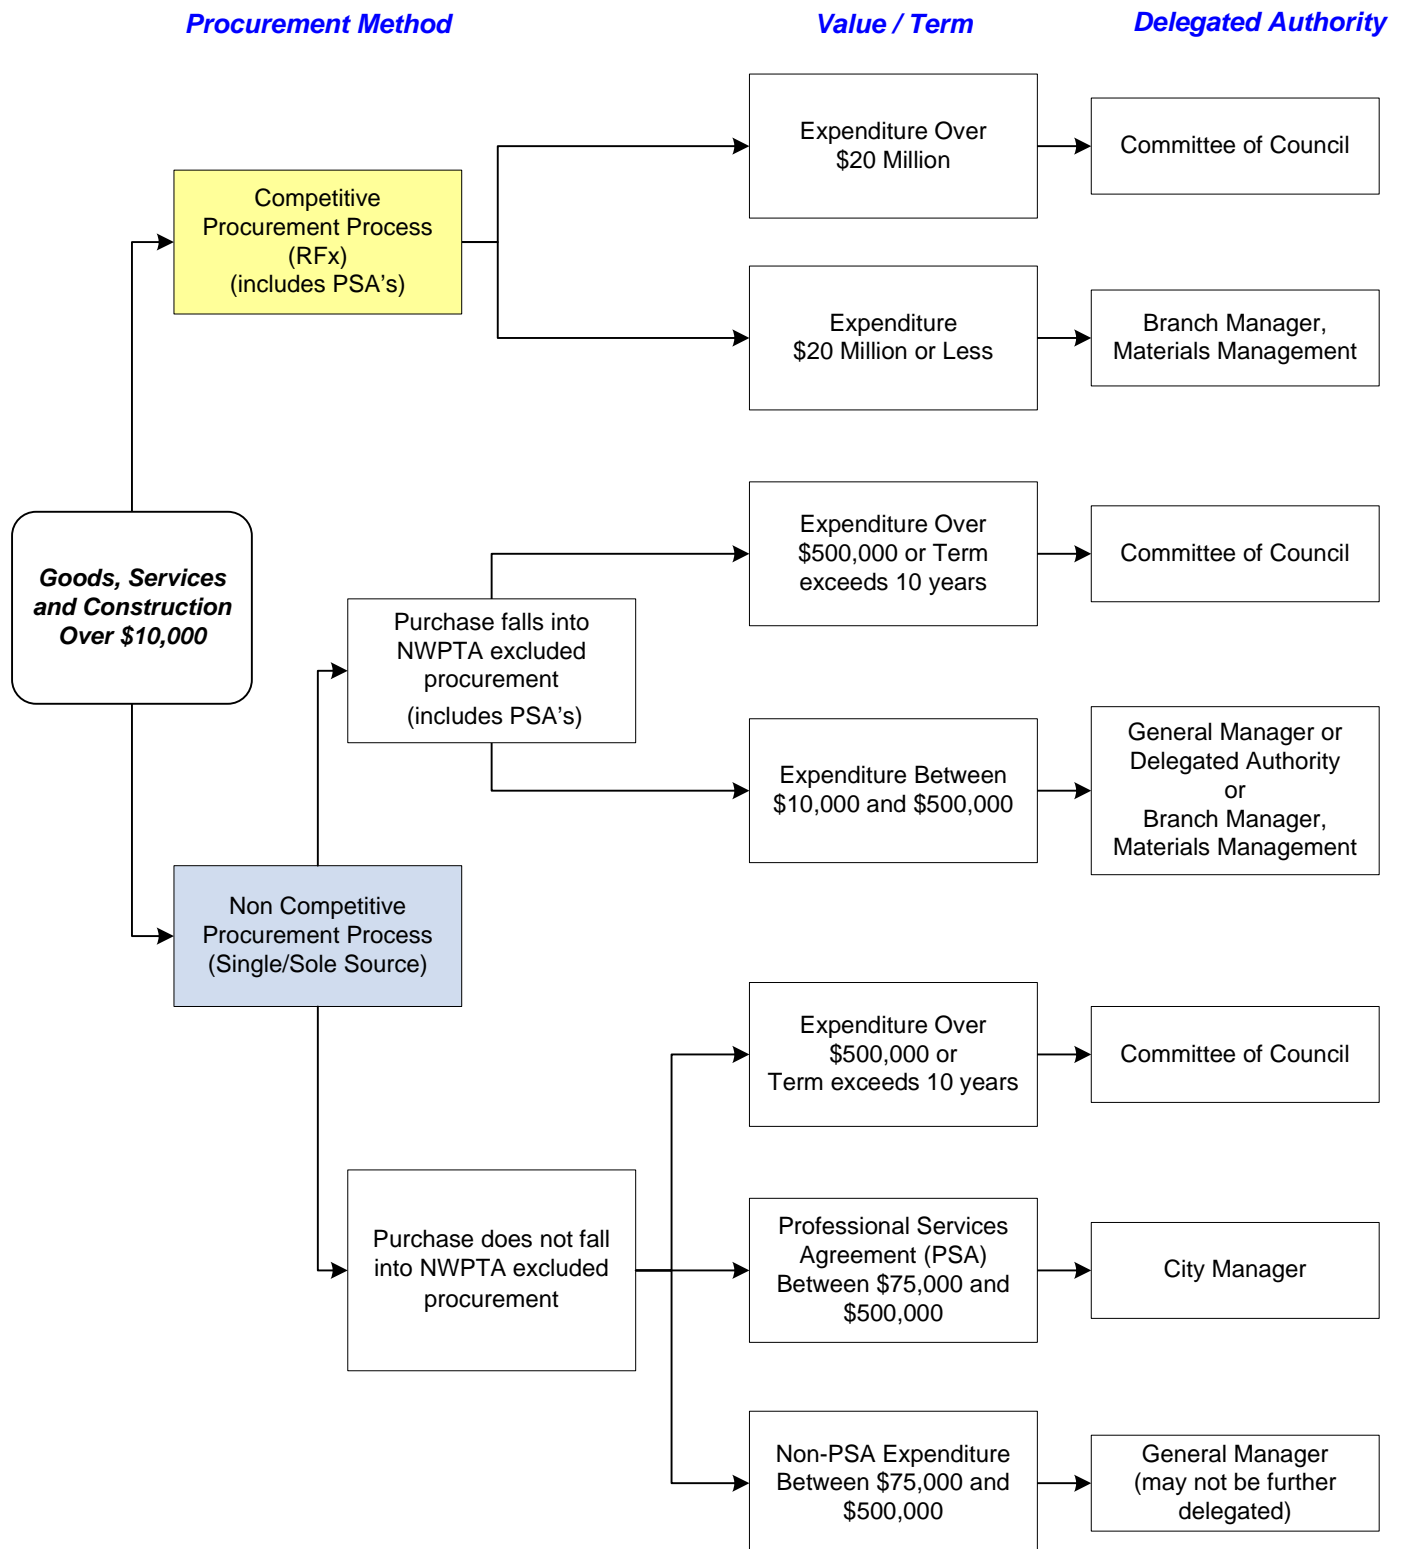 Procurement Method
Value / Term
Delegated Authority
Competitive
Procurement Process
(RFx)
(includes PSA's)
Expenditure Over
$20 Million
Committee of Council
Expenditure
$20 Million or Less
Branch Manager,
Materials Management
Goods, Services
and Construction
Over $10,000
Purchase falls into
NWPTA excluded
procurement
(includes PSA's)
Expenditure Over
$500,000 or Term
exceeds 10 years
Committee of Council
Expenditure Between
$10,000 and $500,000
General Manager or
Delegated Authority
or
Branch Manager,
Materials Management
Non Competitive
Procurement Process
(Single/Sole Source)
Purchase does not fall
into NWPTA excluded
procurement
Expenditure Over
$500,000 or
Term exceeds 10 years
Committee of Council
Professional Services
Agreement (PSA)
Between $75,000 and
$500,000
City Manager
Non-PSA Expenditure
Between $75,000 and
$500,000
General Manager
(may not be further
delegated)